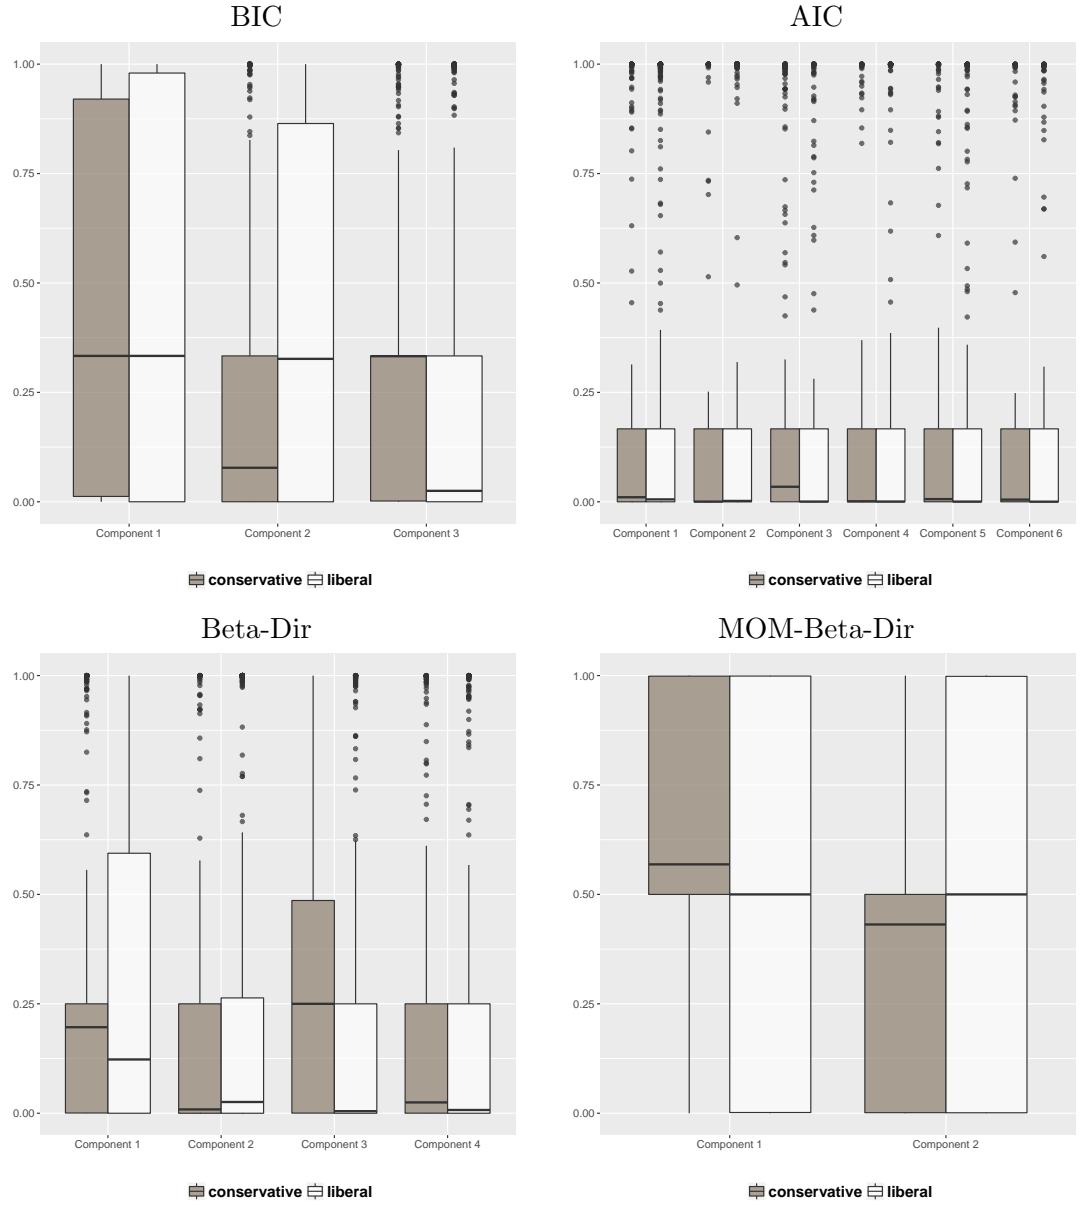 BIC
1.00
0.75
0.50
0.25
0.00
Component 1 Component 2 Component 3
conservative liberal
AIC
1.00
0.75
0.50
0.25
0.00
Component 1 Component 2 Component 3 Component 4 Component 5 Component 6
conservative liberal
Beta-Dir
1.00
0.75
0.50
0.25
0.00
Component 1 Component 2 Component 3 Component 4
conservative liberal
MOM-Beta-Dir
1.00
0.75
0.50
0.25
0.00
Component 1 Component 2
conservative liberal